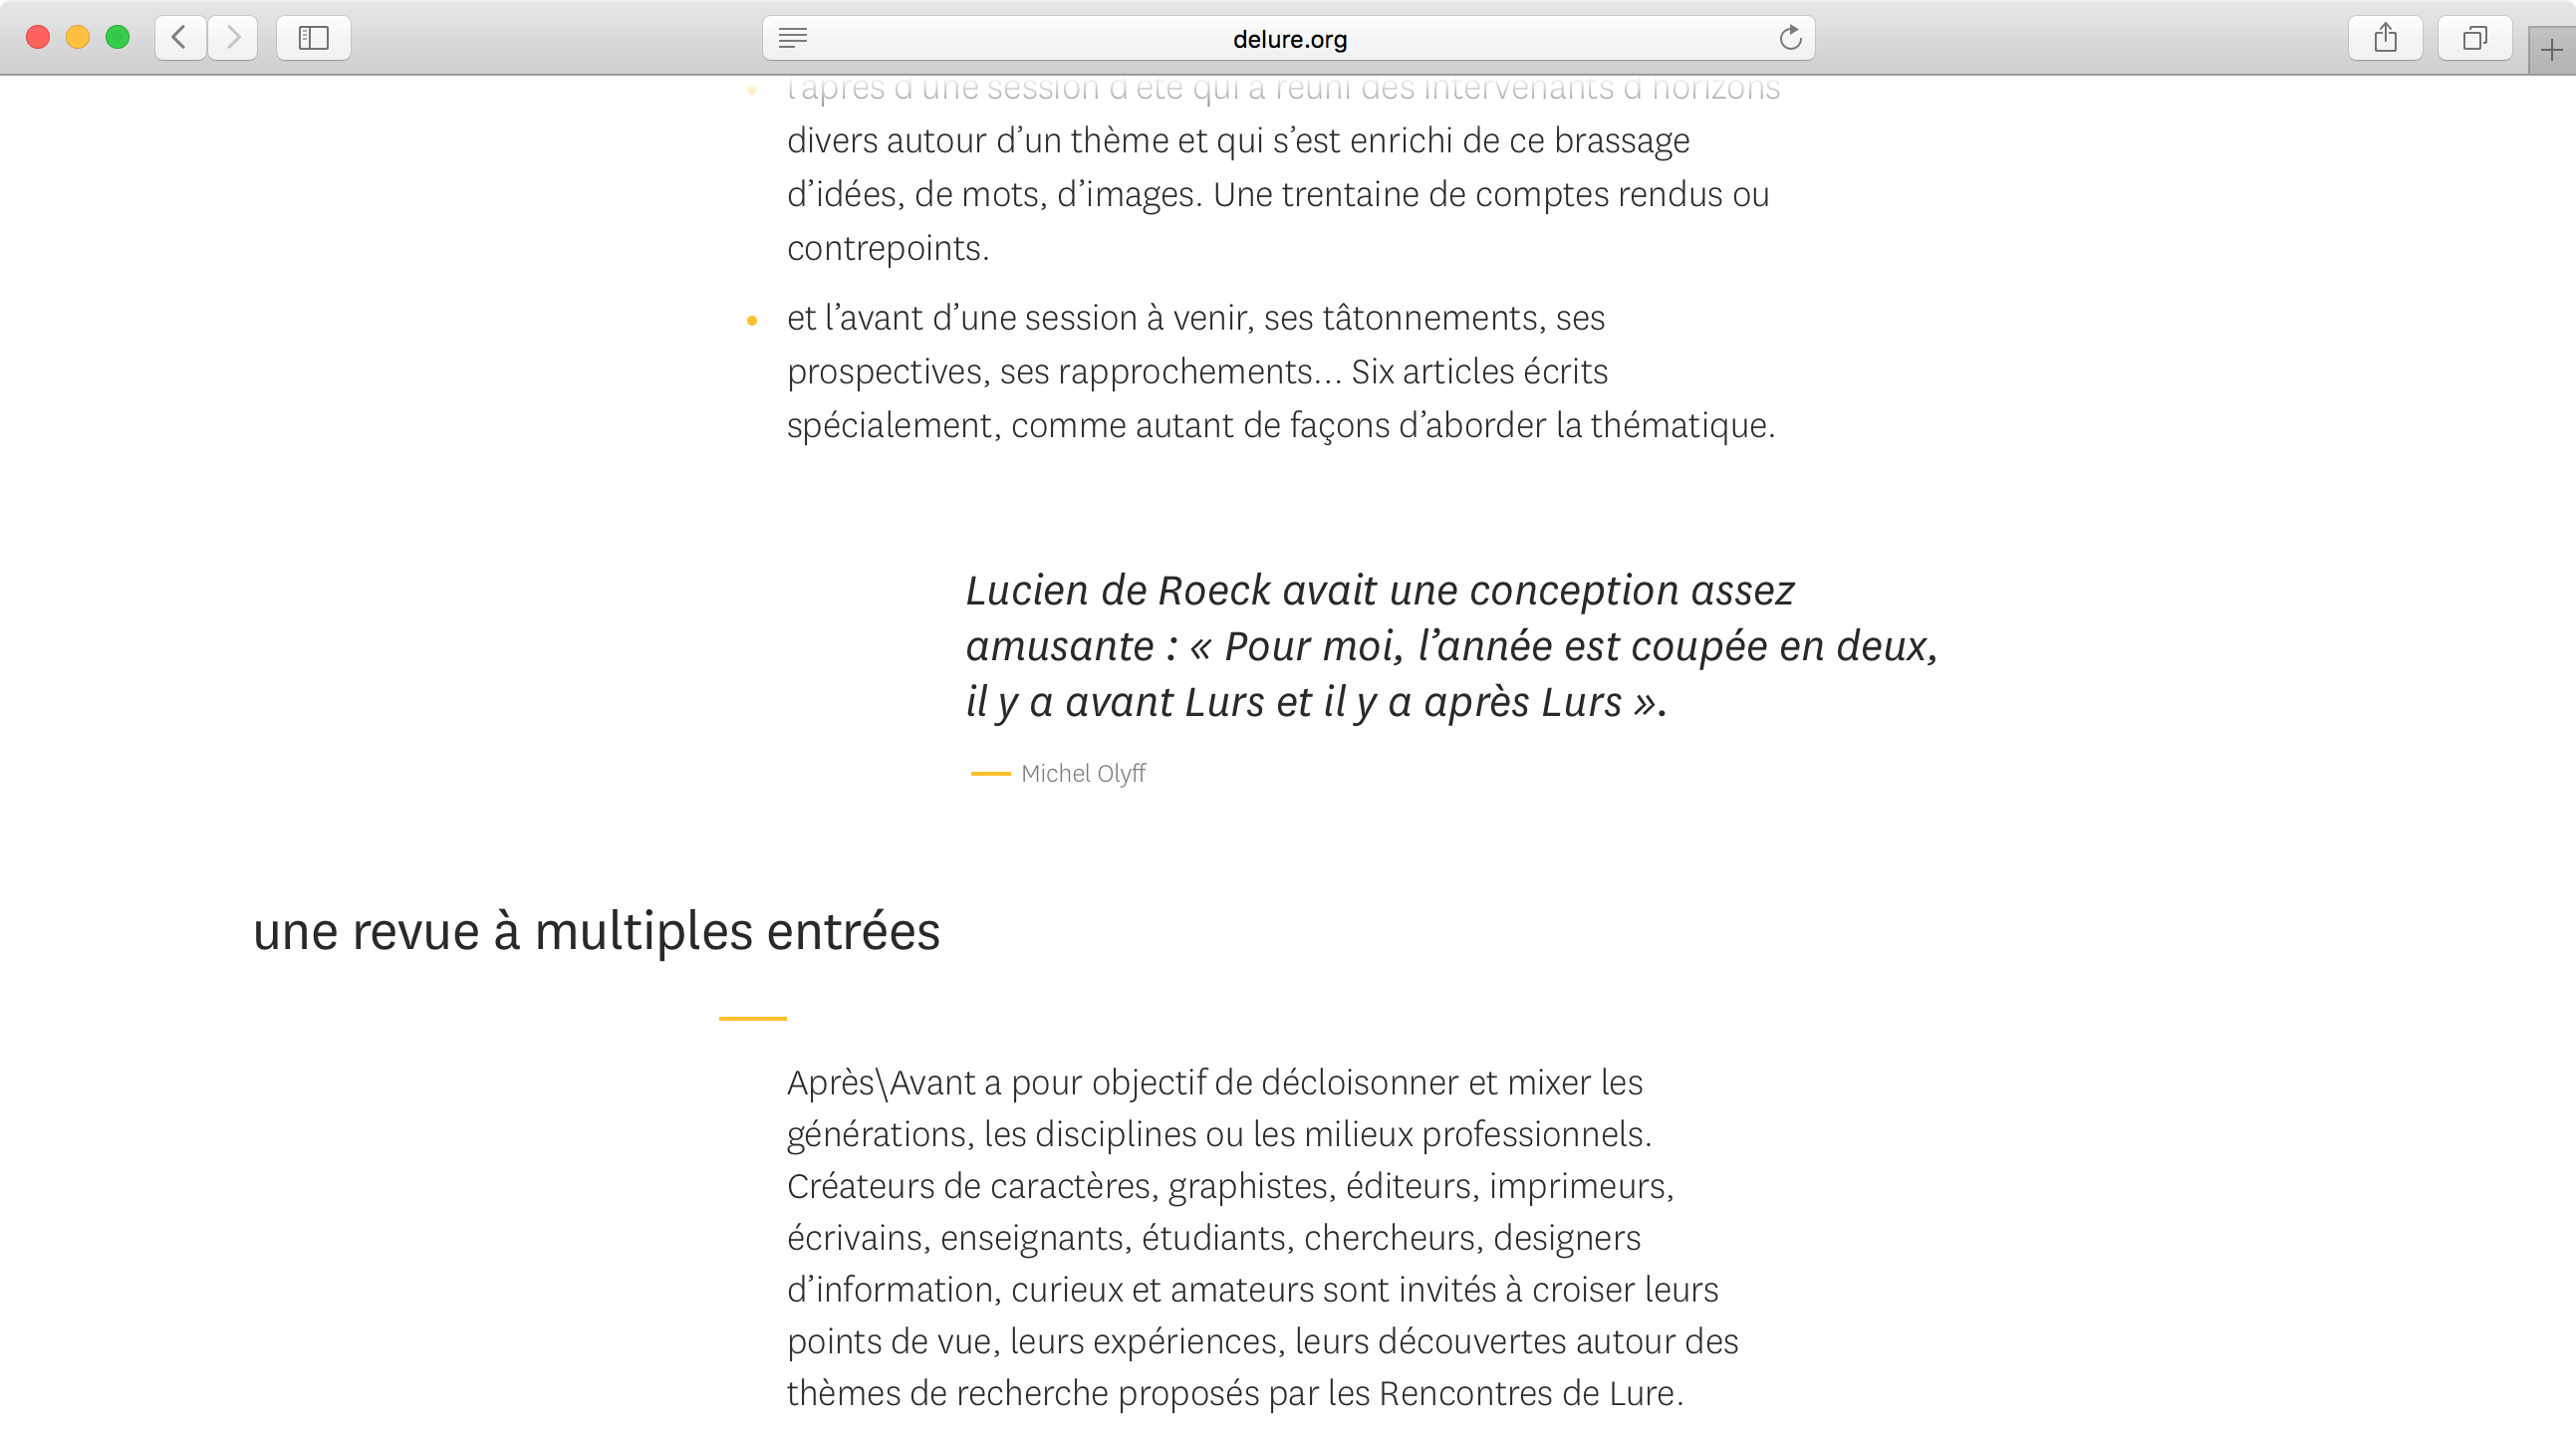 delure.org
l’après d’une session d’été qui a réuni des intervenants d’horizons
divers autour d’un thème et qui s’est enrichi de ce brassage
d’idées, de mots, d’images. Une trentaine de comptes rendus ou
contrepoints.
et l’avant d’une session à venir, ses tâtonnements, ses
prospectives, ses rapprochements… Six articles écrits
spécialement, comme autant de façons d’aborder la thématique.
Lucien de Roeck avait une conception assez
amusante : « Pour moi, l’année est coupée en deux,
il y a avant Lurs et il y a après Lurs ».
Michel Olyff
une revue à multiples entrées
Après\Avant a pour objectif de décloisonner et mixer les
générations, les disciplines ou les milieux professionnels.
Créateurs de caractères, graphistes, éditeurs, imprimeurs,
écrivains, enseignants, étudiants, chercheurs, designers
d’information, curieux et amateurs sont invités à croiser leurs
points de vue, leurs expériences, leurs découvertes autour des
thèmes de recherche proposés par les Rencontres de Lure.